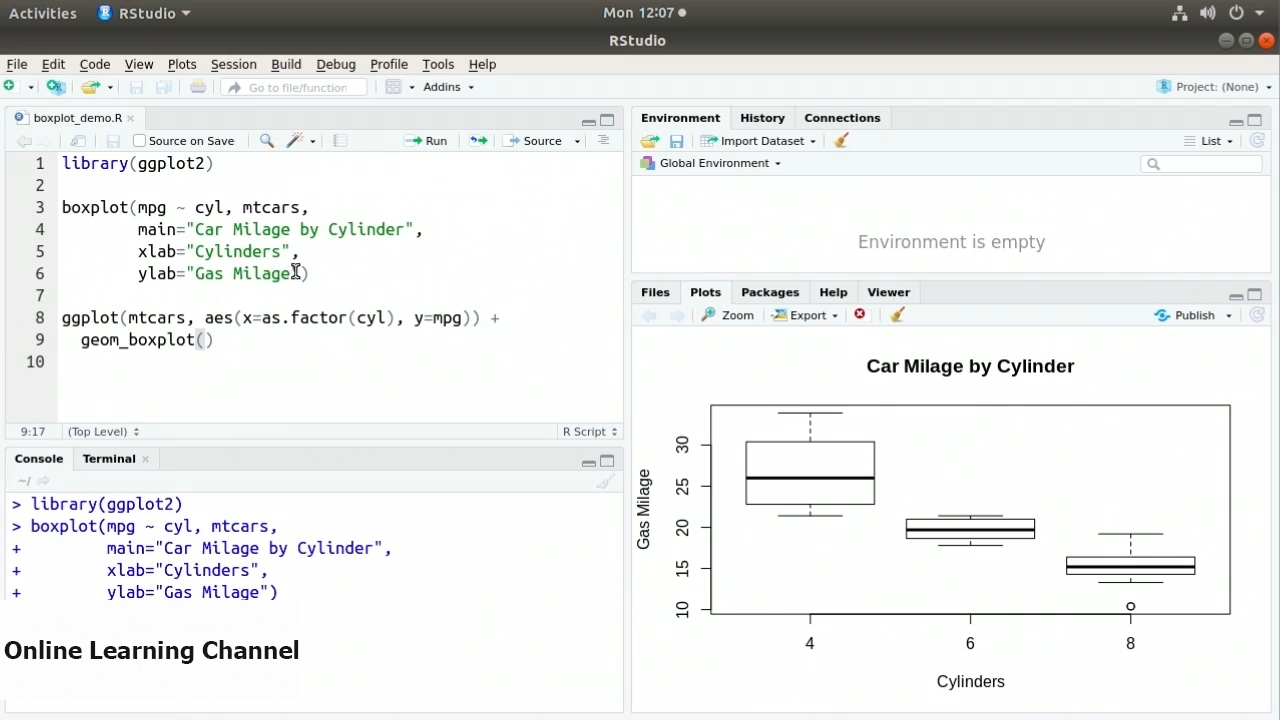 Activities RStudio Mon 12:07
RStudio
File Edit Code View Plots Session Build Debug Profile Tools Help
Go to file/function Addins Project: (None)
boxplot_demo.R
Source on Save Run Source
1 library(ggplot2)
2
3 boxplot(mpg ~ cyl, mtcars,
4 main="Car Milage by Cylinder",
5 xlab="Cylinders",
6 ylab="Gas Milage")
7
8 ggplot(mtcars, aes(x=as.factor(cyl), y=mpg)) +
9 geom_boxplot()
10
9:17 (Top Level) R Script
Console Terminal
~/
> library(ggplot2)
> boxplot(mpg ~ cyl, mtcars,
+ main="Car Milage by Cylinder",
+ xlab="Cylinders",
+ ylab="Gas Milage")
Online Learning Channel
Environment History Connections
Import Dataset List
Global Environment
Environment is empty
Files Plots Packages Help Viewer
Zoom Export Publish
Car Milage by Cylinder
Gas Milage
30
25
20
15
10
4 6 8
Cylinders